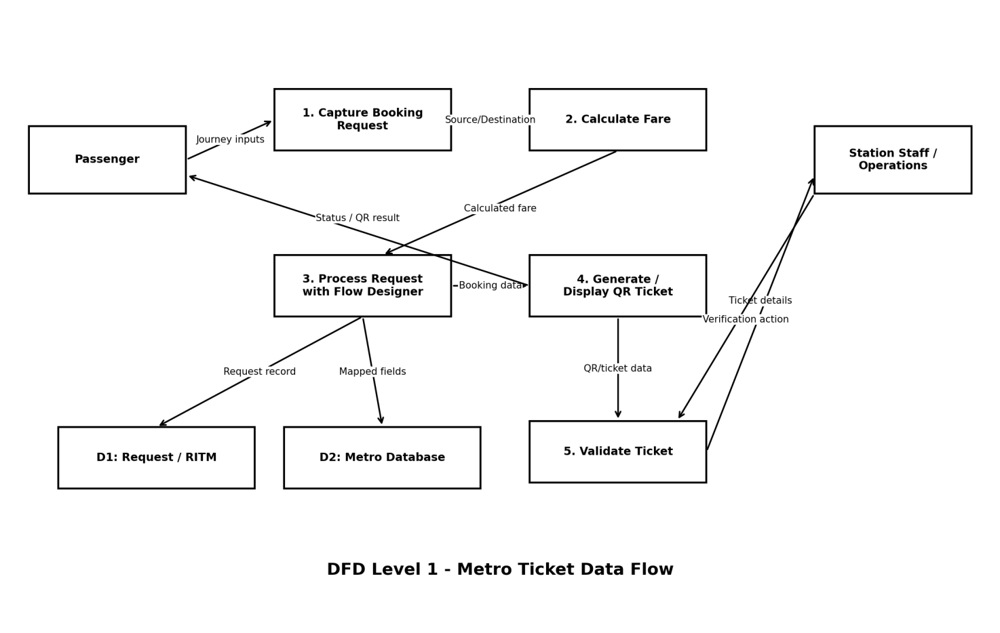 1. Capture Booking
Request
Source/Destination
2. Calculate Fare
Passenger
Journey inputs
Station Staff /
Operations
Calculated fare
Status / QR result
3. Process Request
with Flow Designer
Booking data
4. Generate /
Display QR Ticket
Ticket details
Verification action
Request record
Mapped fields
QR/ticket data
D1: Request / RITM
D2: Metro Database
5. Validate Ticket
DFD Level 1 - Metro Ticket Data Flow